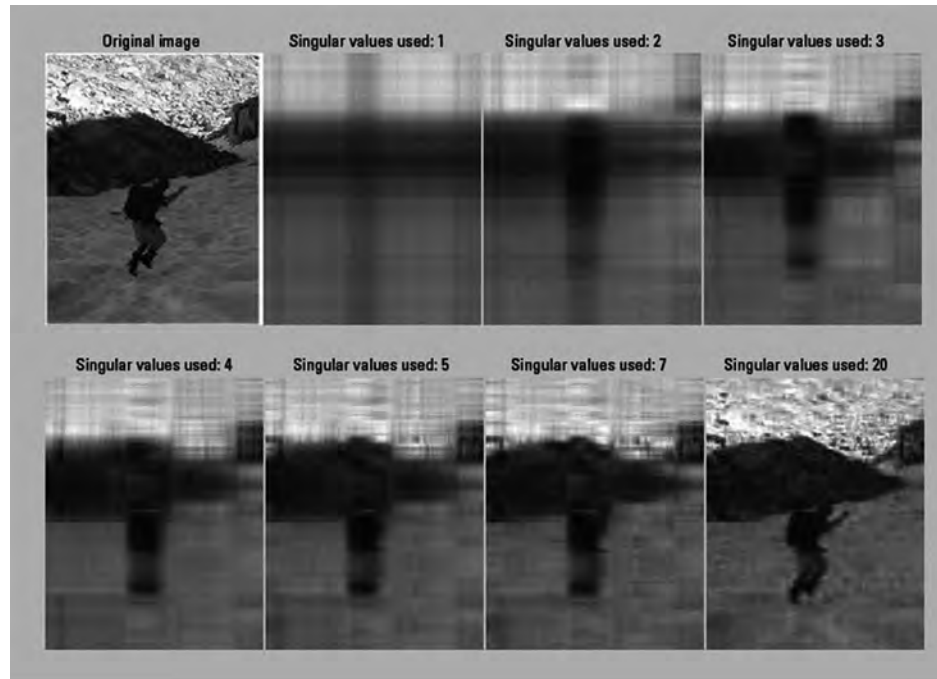 Original image
Singular values used: 1
Singular values used: 2
Singular values used: 3
Singular values used: 4
Singular values used: 5
Singular values used: 7
Singular values used: 20